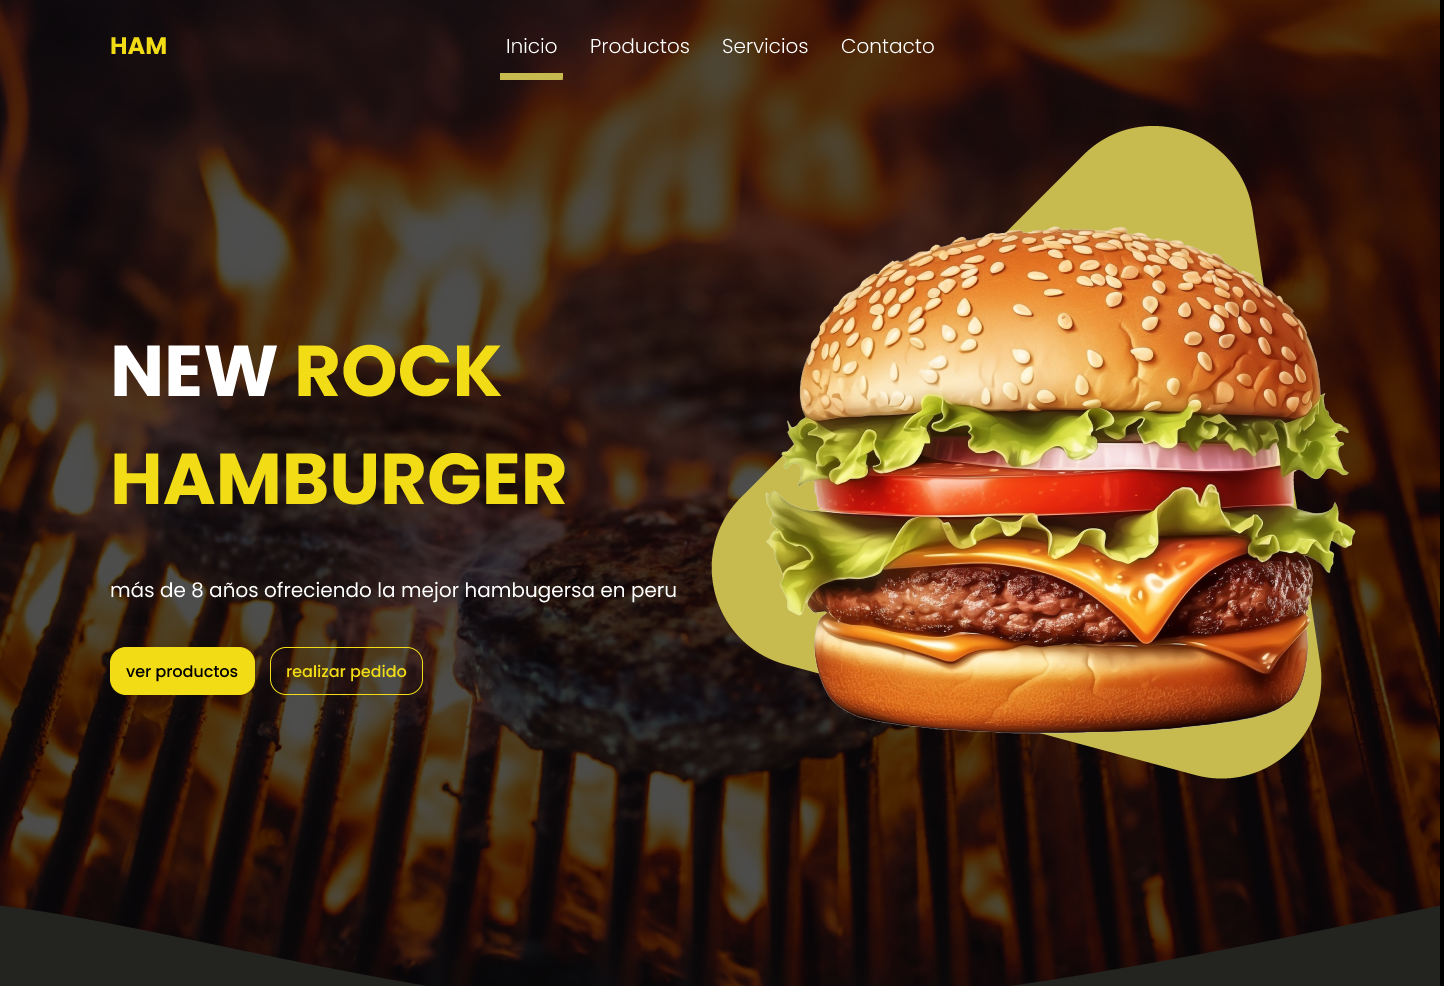 HAM
Inicio Productos Servicios Contacto
NEW ROCK
HAMBURGER
más de 8 años ofreciendo la mejor hambugersa en peru
ver productos realizar pedido